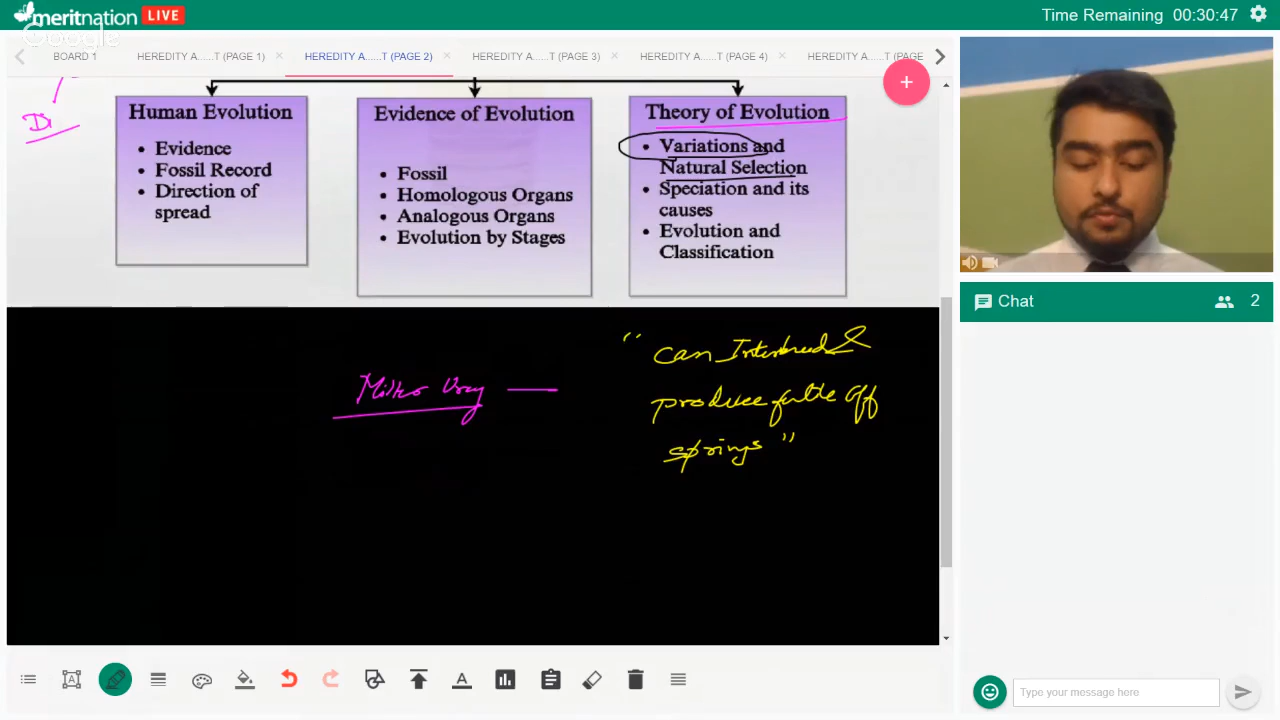 meritnation LIVE
Google
Time Remaining 00:30:47
BOARD 1
HEREDITY A......T (PAGE 1) ×
HEREDITY A......T (PAGE 2) ×
HEREDITY A......T (PAGE 3) ×
HEREDITY A......T (PAGE 4) ×
HEREDITY A......T (PAGE
D
Human Evolution
• Evidence
• Fossil Record
• Direction of
spread
Evidence of Evolution
• Fossil
• Homologous Organs
• Analogous Organs
• Evolution by Stages
Theory of Evolution
• Variations and
Natural Selection
• Speciation and its
causes
• Evolution and
Classification
" can Interbreed &
produce
off
springs "
Chat
2
Type your message here